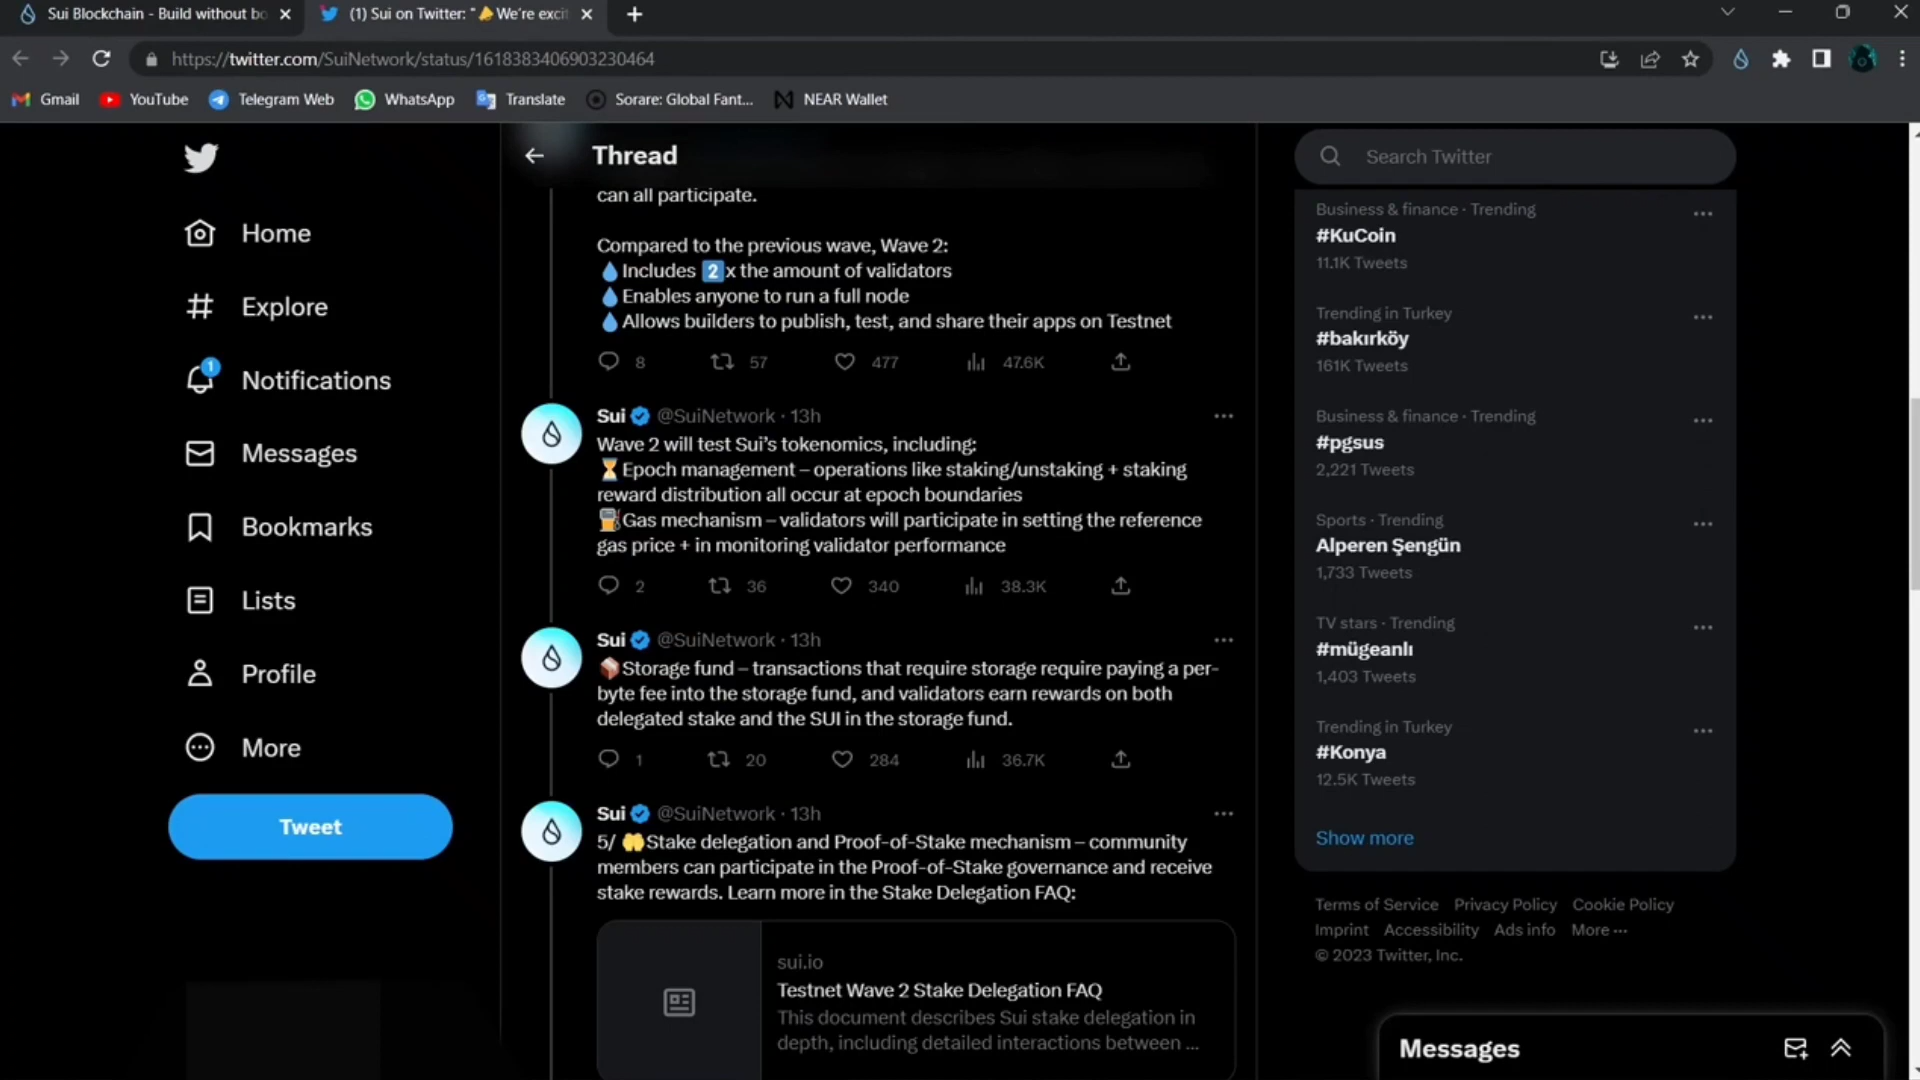 Sui Blockchain - Build without bo
(1) Sui on Twitter: "📣We're exci
https://twitter.com/SuiNetwork/status/1618383406903230464
Gmail
YouTube
Telegram Web
WhatsApp
Translate
Sorare: Global Fant...
NEAR Wallet
Home
Explore
1
Notifications
Messages
Bookmarks
Lists
Profile
More
Tweet
Thread
can all participate.
Compared to the previous wave, Wave 2:
💧Includes 2️⃣x the amount of validators
💧Enables anyone to run a full node
💧Allows builders to publish, test, and share their apps on Testnet
8 57 477 47.6K
Sui @SuiNetwork · 13h
Wave 2 will test Sui's tokenomics, including:
⏳Epoch management – operations like staking/unstaking + staking
reward distribution all occur at epoch boundaries
⛽Gas mechanism – validators will participate in setting the reference
gas price + in monitoring validator performance
2 36 340 38.3K
Sui @SuiNetwork · 13h
📦Storage fund – transactions that require storage require paying a per-
byte fee into the storage fund, and validators earn rewards on both
delegated stake and the SUI in the storage fund.
1 20 284 36.7K
Sui @SuiNetwork · 13h
5/ 🤲Stake delegation and Proof-of-Stake mechanism – community
members can participate in the Proof-of-Stake governance and receive
stake rewards. Learn more in the Stake Delegation FAQ:
sui.io
Testnet Wave 2 Stake Delegation FAQ
This document describes Sui stake delegation in
depth, including detailed interactions between ...
Search Twitter
Business & finance · Trending
#KuCoin
11.1K Tweets
Trending in Turkey
#bakırköy
161K Tweets
Business & finance · Trending
#pgsus
2,221 Tweets
Sports · Trending
Alperen Şengün
1,733 Tweets
TV stars · Trending
#mügeanlı
1,403 Tweets
Trending in Turkey
#Konya
12.5K Tweets
Show more
Terms of Service Privacy Policy Cookie Policy
Imprint Accessibility Ads info More ···
© 2023 Twitter, Inc.
Messages